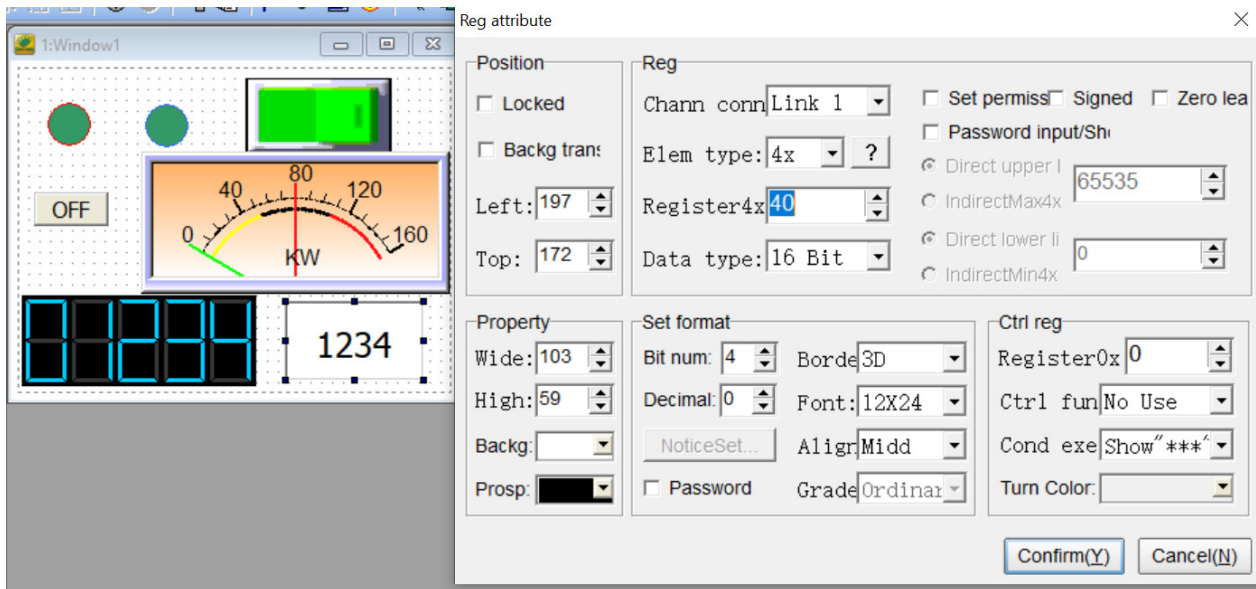 1:Window1
OFF
0
40
80
120
160
KW
01234
1234
Reg attribute
Position
Locked
Backg trans
Left: 197
Top: 172
Reg
Chann conn Link 1
Elem type: 4x ?
Register4x 40
Data type: 16 Bit
Set permiss Signed Zero lea
Password input/Sho
Direct upper l 65535
IndirectMax4x
Direct lower li 0
IndirectMin4x
Property
Wide: 103
High: 59
Backg:
Prosp:
Set format
Bit num: 4 Borde 3D
Decimal: 0 Font: 12X24
NoticeSet... Align Midd
Password Grade Ordinar
Ctrl reg
Register0x 0
Ctrl fun No Use
Cond exe Show"***"
Turn Color:
Confirm(Y) Cancel(N)